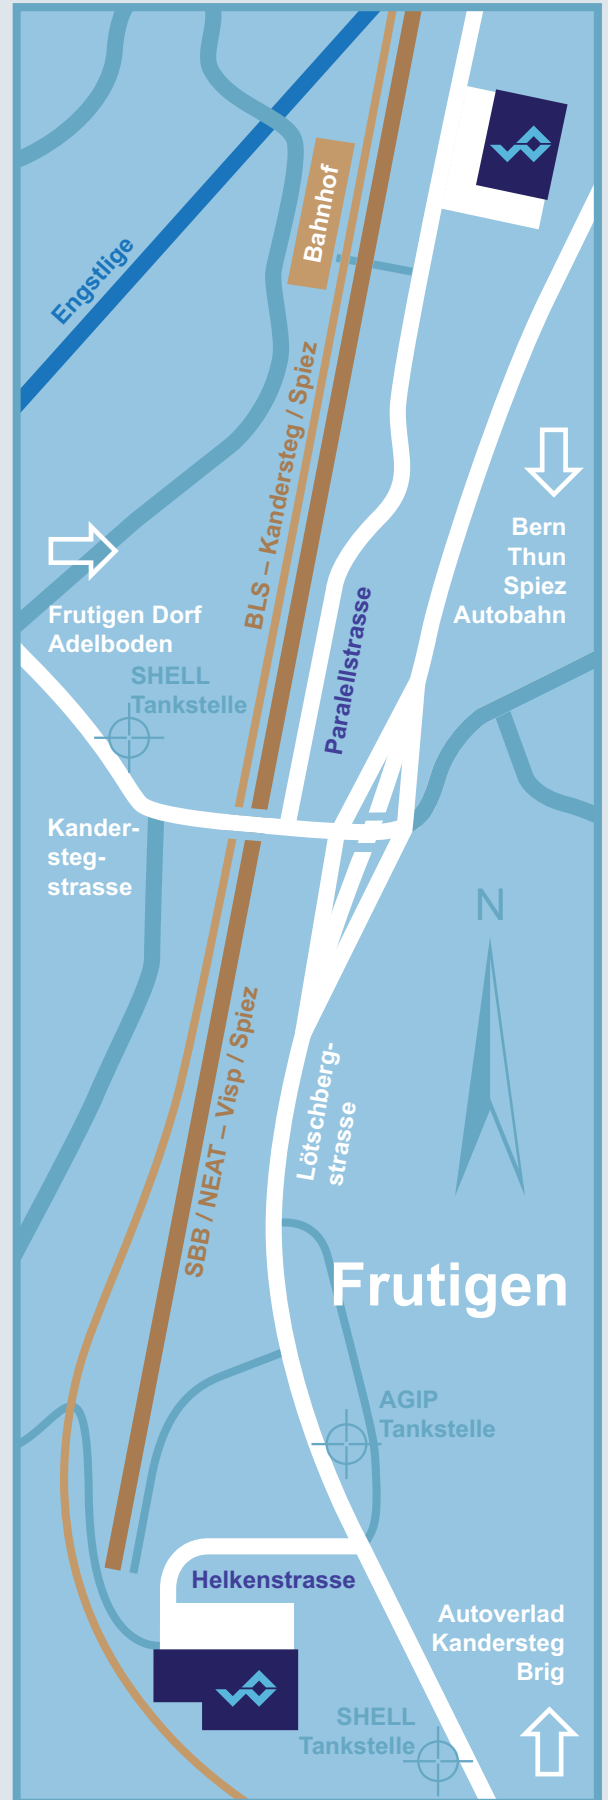 Bahnhof
Engstlige
BLS – Kandersteg / Spiez
Bern
Thun
Spiez
Autobahn
Frutigen Dorf
Adelboden
Paralellstrasse
SHELL
Tankstelle
Kander-
steg-
strasse
N
SBB / NEAT – Visp / Spiez
Lötschberg-
strasse
Frutigen
AGIP
Tankstelle
Helkenstrasse
Autoverlad
Kandersteg
Brig
SHELL
Tankstelle